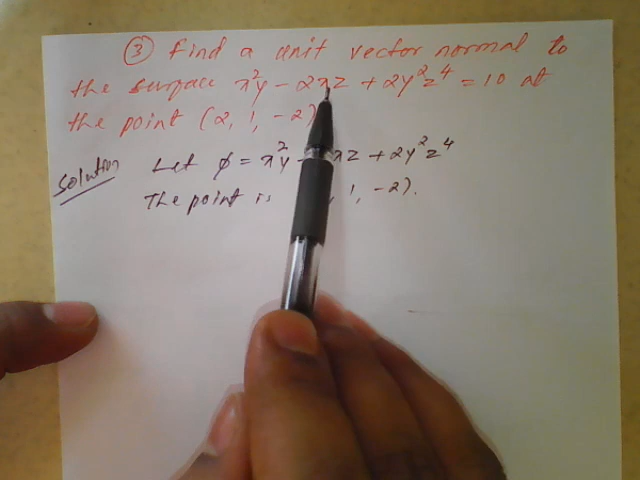 ③ Find a unit vector normal to
the surface x²y - 2xz + 2y²z⁴ = 10 at
the point (2, 1, -2)
Solution Let φ = x²y - xz + 2y²z⁴
The point is , 1, -2).